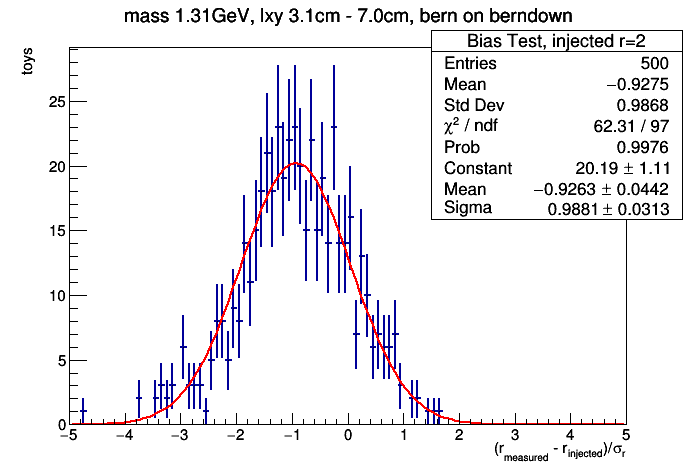 mass 1.31GeV, lxy 3.1cm - 7.0cm, bern on berndown
Bias Test, injected r=2
Entries 500
Mean −0.9275
Std Dev 0.9868
χ² / ndf 62.31 / 97
Prob 0.9976
Constant 20.19 ± 1.11
Mean −0.9263 ± 0.0442
Sigma 0.9881 ± 0.0313
toys
25
20
15
10
5
0
−5 −4 −3 −2 −1 0 1 2 3 4 5
(r_measured - r_injected)/σ_r